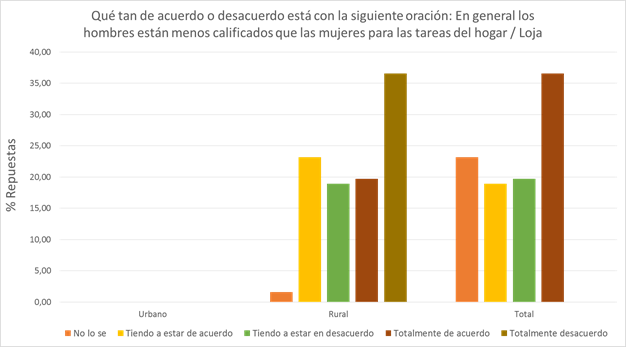 Qué tan de acuerdo o desacuerdo está con la siguiente oración: En general los
hombres están menos calificados que las mujeres para las tareas del hogar / Loja
% Repuestas
40,00
35,00
30,00
25,00
20,00
15,00
10,00
5,00
0,00
Urbano
Rural
Total
No lo se
Tiendo a estar de acuerdo
Tiendo a estar en desacuerdo
Totalmente de acuerdo
Totalmente desacuerdo